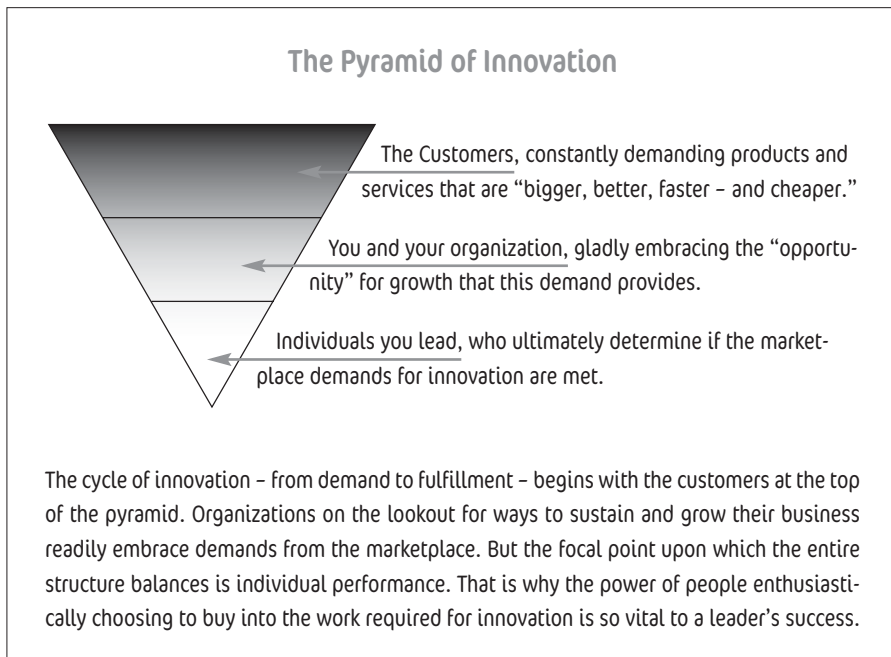 The Pyramid of Innovation
The Customers, constantly demanding products and
services that are “bigger, better, faster – and cheaper.”
You and your organization, gladly embracing the “opportu-
nity” for growth that this demand provides.
Individuals you lead, who ultimately determine if the market-
place demands for innovation are met.
The cycle of innovation – from demand to fulfillment – begins with the customers at the top
of the pyramid. Organizations on the lookout for ways to sustain and grow their business
readily embrace demands from the marketplace. But the focal point upon which the entire
structure balances is individual performance. That is why the power of people enthusiasti-
cally choosing to buy into the work required for innovation is so vital to a leader’s success.